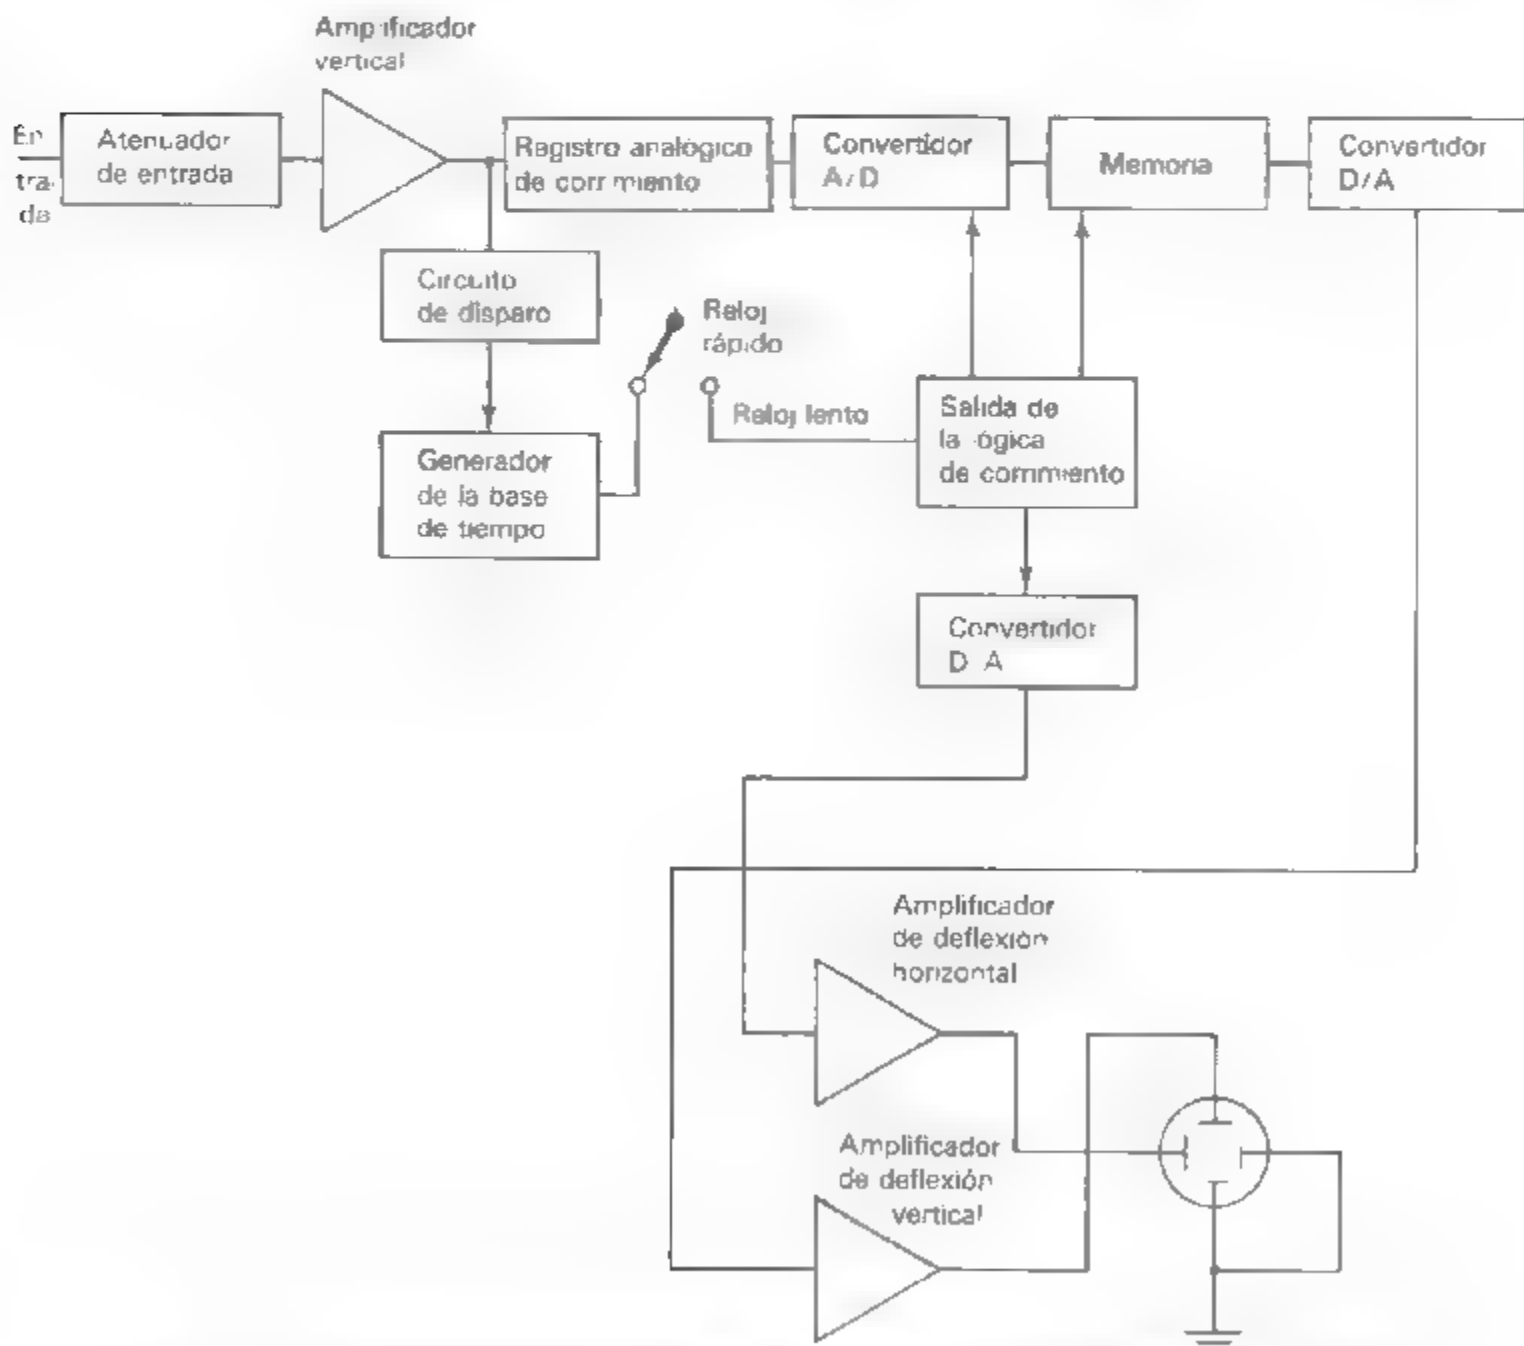 Amplificador
vertical
En
tra-
da
Atenuador
de entrada
Registro analógico
de corrimiento
Convertidor
A/D
Memoria
Convertidor
D/A
Circuito
de disparo
Reloj
rápido
Reloj lento
Generador
de la base
de tiempo
Salida de
la lógica
de corrimiento
Convertidor
D A
Amplificador
de deflexión
horizontal
Amplificador
de deflexión
vertical